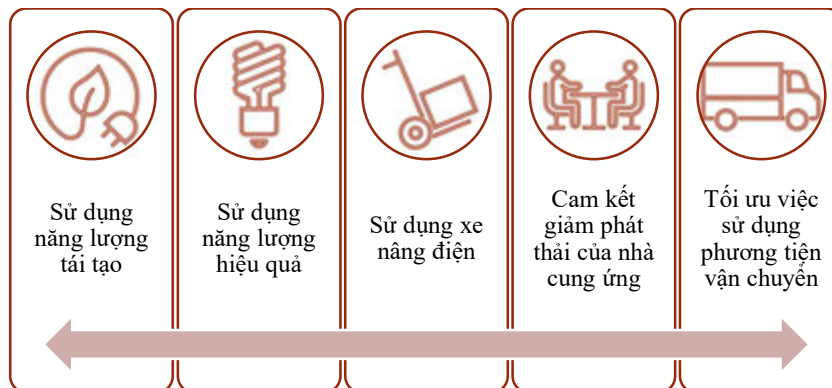 Sử dụng
năng lượng
tái tạo
Sử dụng
năng lượng
hiệu quả
Sử dụng xe
nâng điện
Cam kết
giảm phát
thải của nhà
cung ứng
Tối ưu việc
sử dụng
phương tiện
vận chuyển